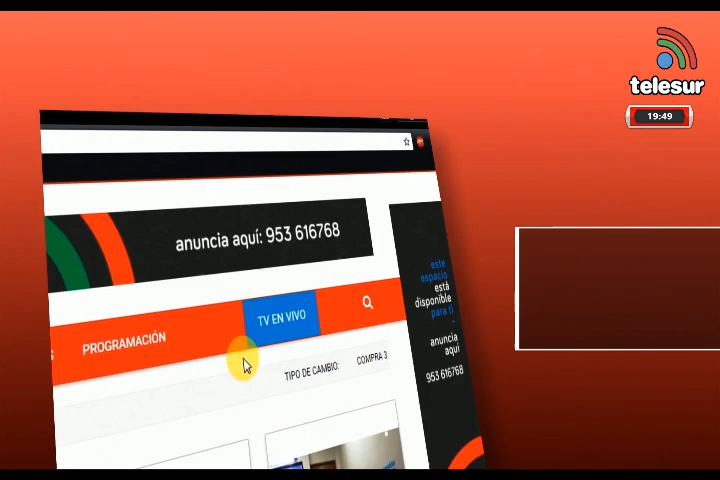 telesur
19:49
anuncia aquí: 953 616768
este
espacio
está
disponible
para ti
anuncia
aquí
953 616768
PROGRAMACIÓN
TV EN VIVO
TIPO DE CAMBIO:
COMPRA 3